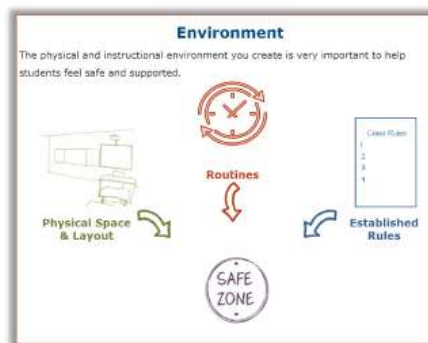 Environment
The physical and instructional environment you create is very important to help
students feel safe and supported.
Class Rules
1
2
3
4
Routines
Physical Space
& Layout
Established
Rules
SAFE
ZONE